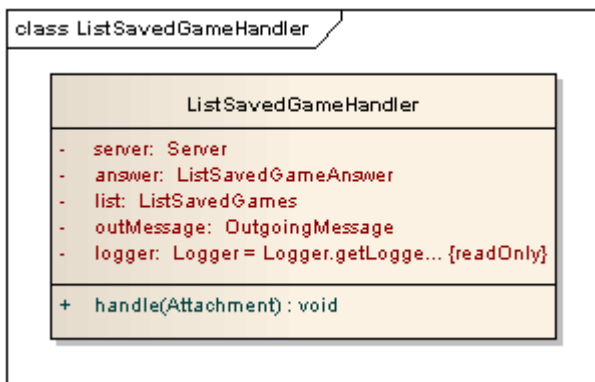 class ListSavedGameHandler
ListSavedGameHandler
- server: Server
- answer: ListSavedGameAnswer
- list: ListSavedGames
- outMessage: OutgoingMessage
- logger: Logger = Logger.getLogge... {readOnly}
+ handle(Attachment) : void